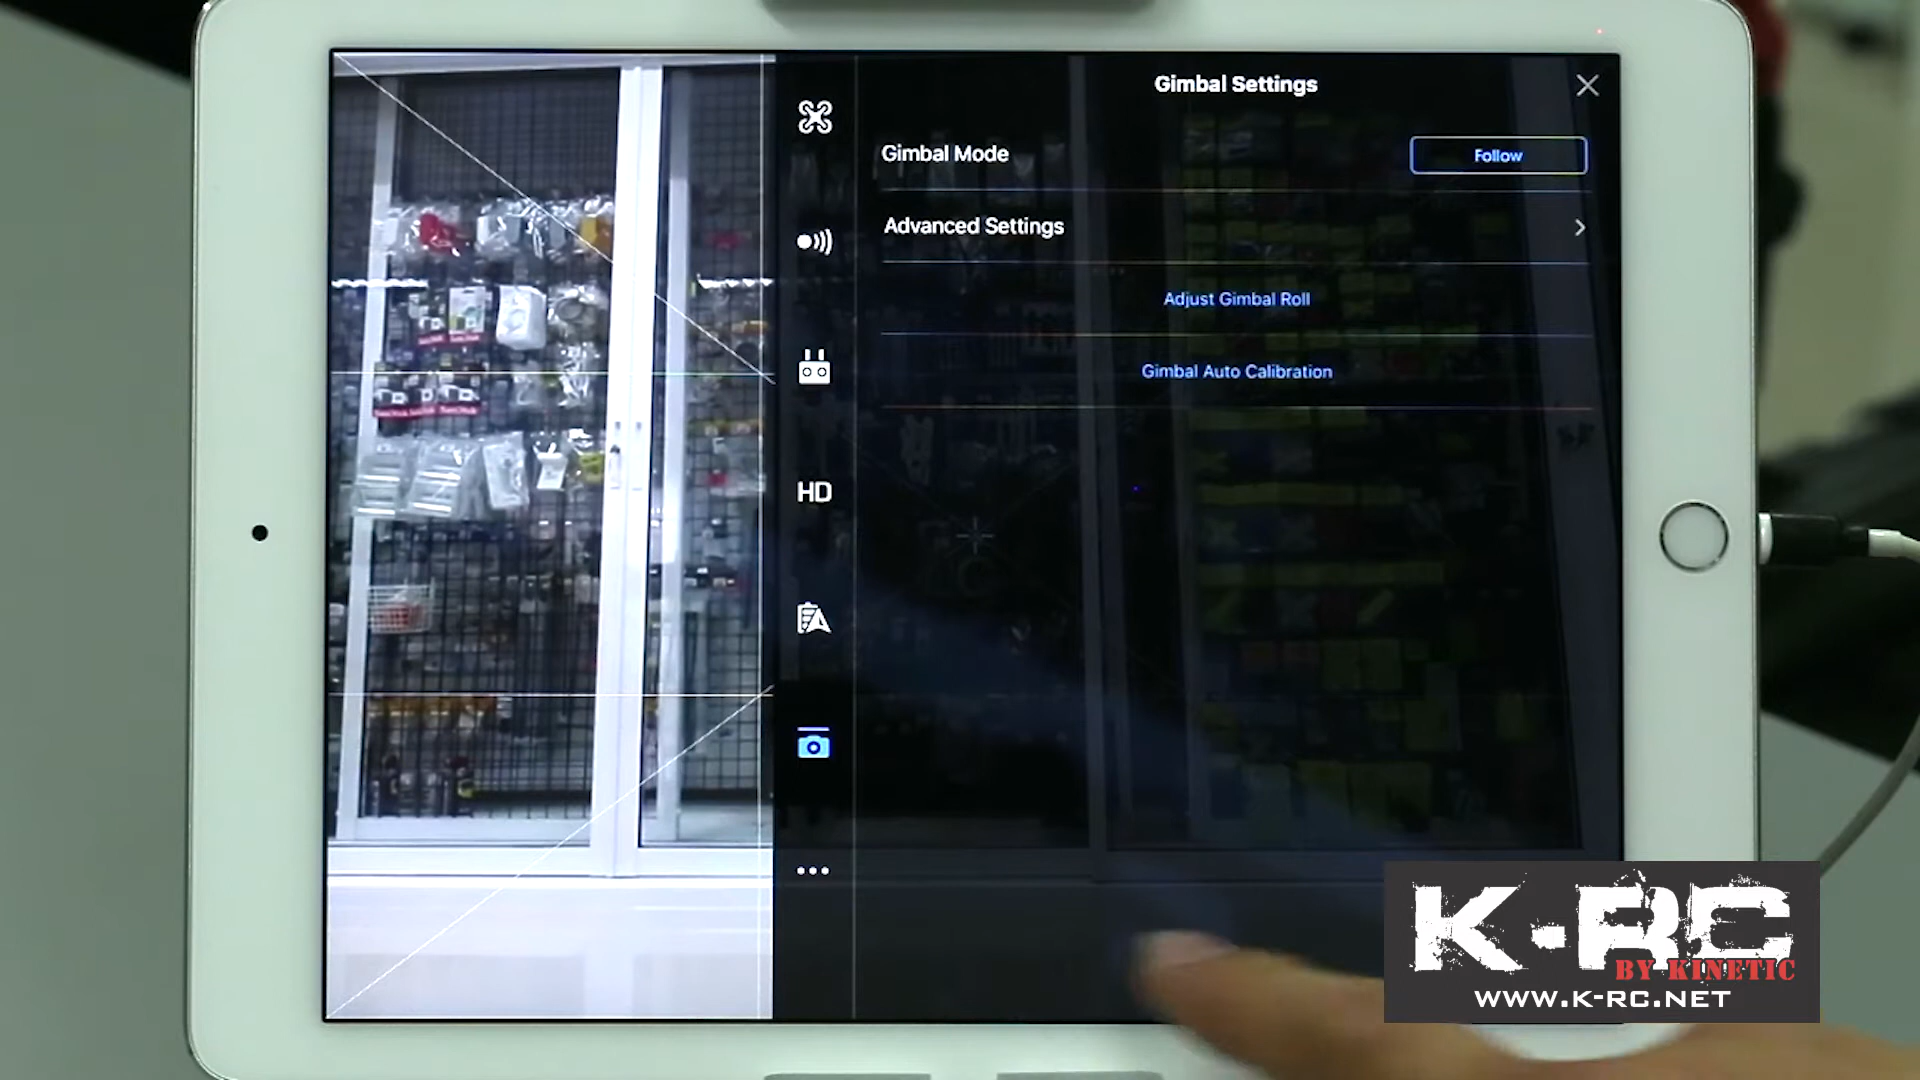 Gimbal Settings
Gimbal Mode
Follow
Advanced Settings
Adjust Gimbal Roll
Gimbal Auto Calibration
HD
K-RC
BY KINETIC
WWW.K-RC.NET